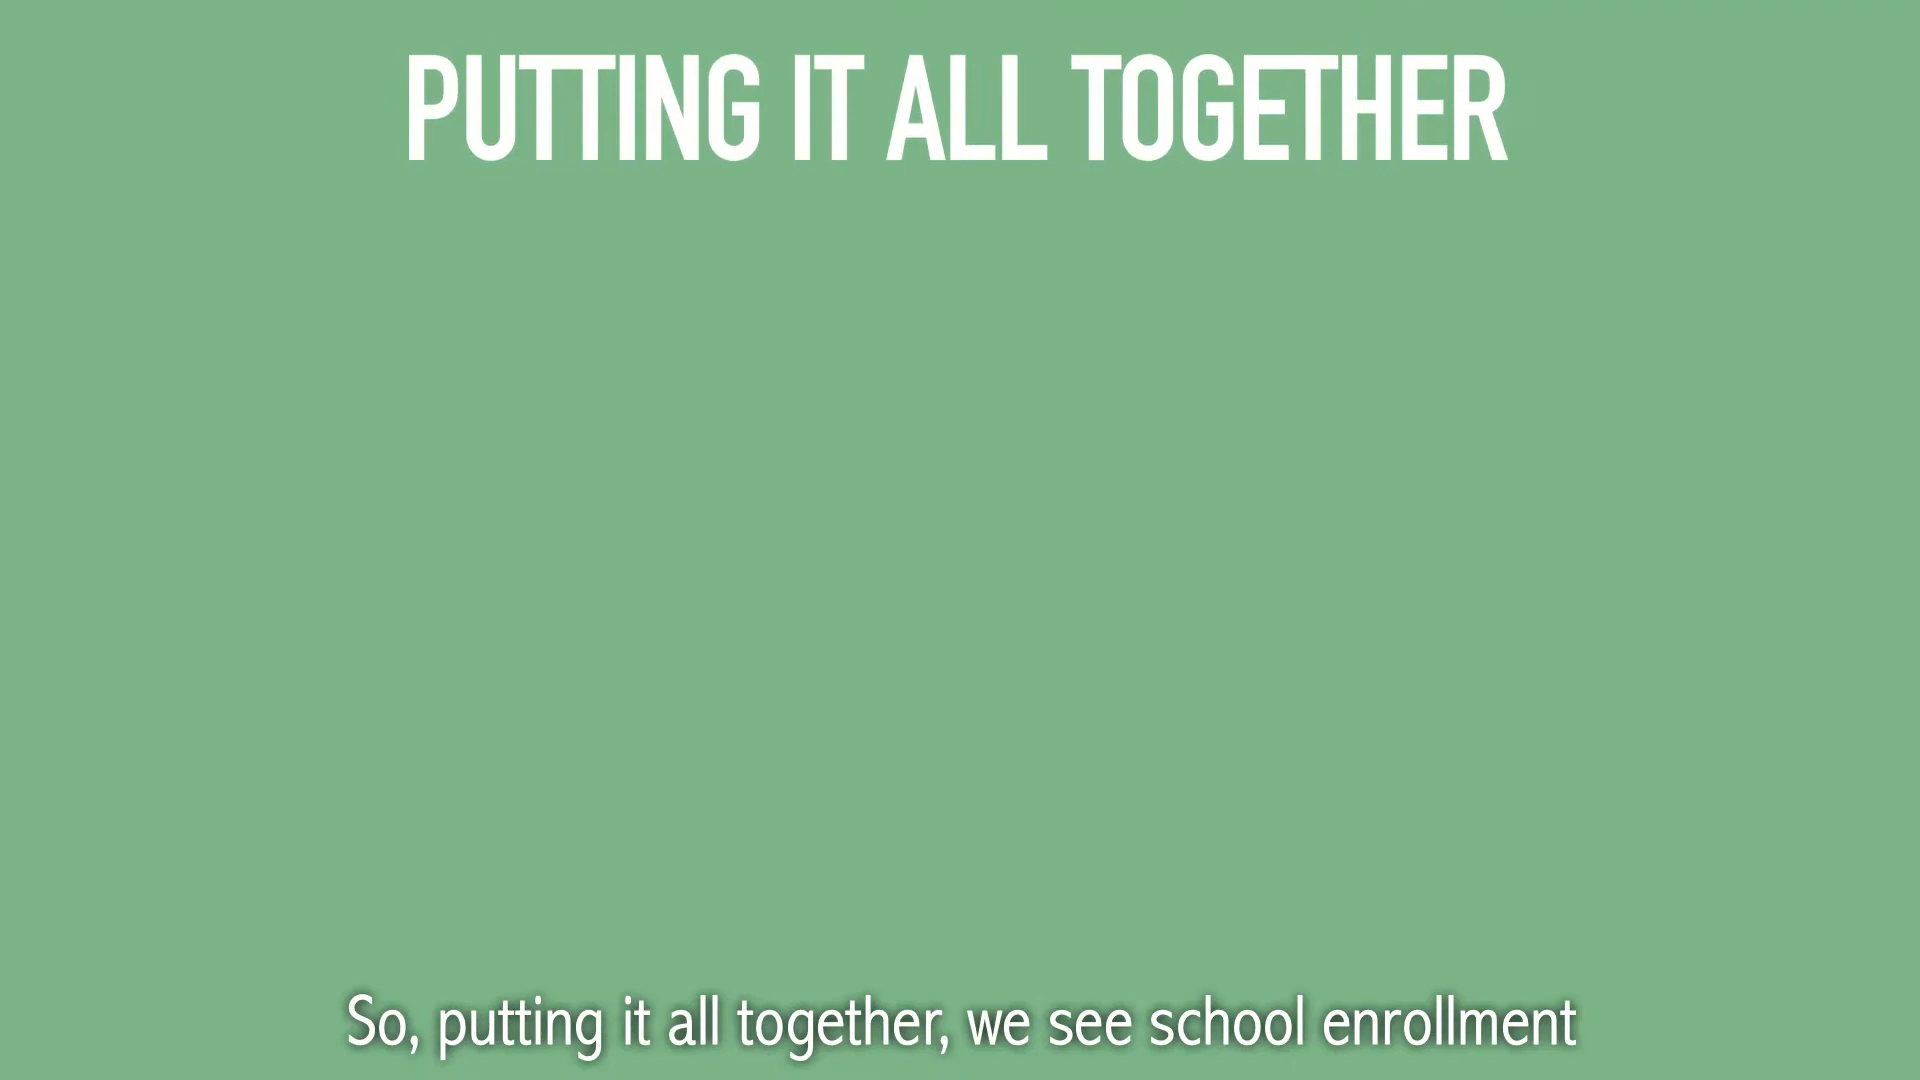 PUTTING IT ALL TOGETHER
So, putting it all together, we see school enrollment